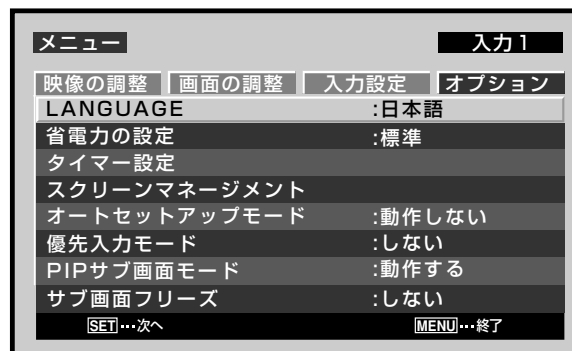 メニュー 入力1
映像の調整 画面の調整 入力設定 オプション
LANGUAGE :日本語
省電力の設定 :標準
タイマー設定
スクリーンマネージメント
オートセットアップモード :動作しない
優先入力モード :しない
PIPサブ画面モード :動作する
サブ画面フリーズ :しない
SET…次へ MENU…終了